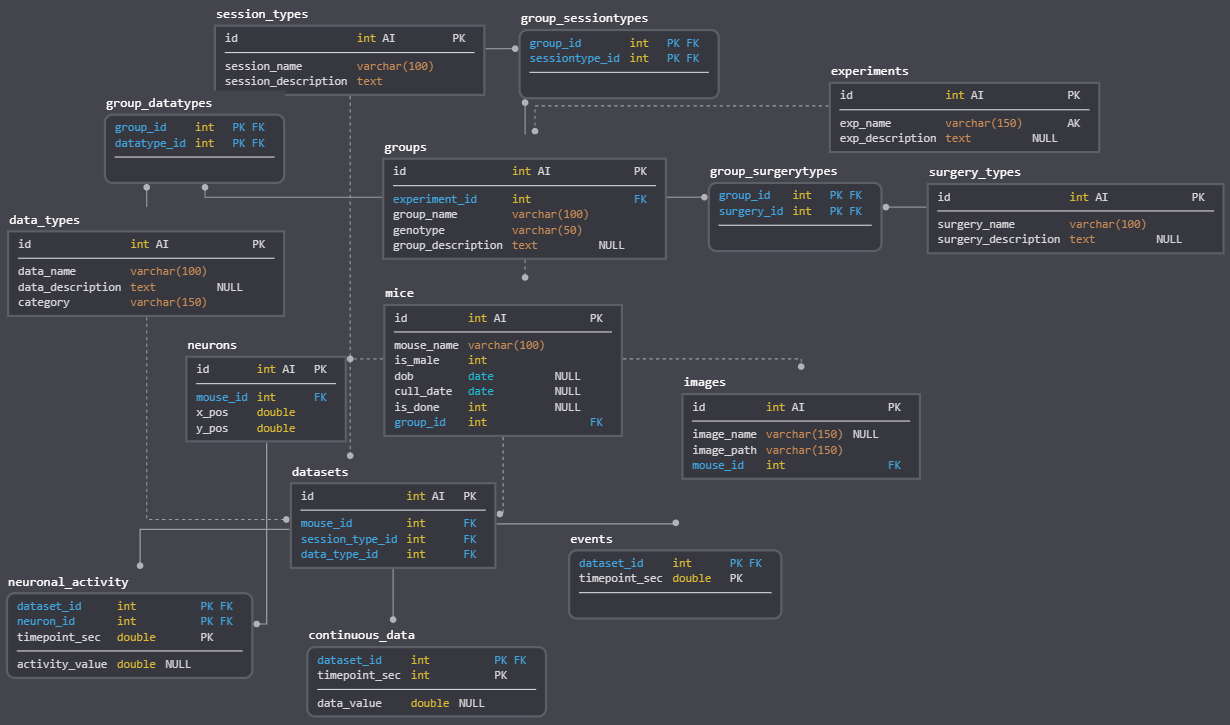 session_types
id int AI PK
session_name varchar(100)
session_description text
group_sessiontypes
group_id int PK FK
sessiontype_id int PK FK
experiments
id int AI PK
exp_name varchar(150) AK
exp_description text NULL
group_datatypes
group_id int PK FK
datatype_id int PK FK
groups
id int AI PK
experiment_id int FK
group_name varchar(100)
genotype varchar(50)
group_description text NULL
group_surgerytypes
group_id int PK FK
surgery_id int PK FK
surgery_types
id int AI PK
surgery_name varchar(100)
surgery_description text NULL
data_types
id int AI PK
data_name varchar(100)
data_description text NULL
category varchar(150)
mice
id int AI PK
mouse_name varchar(100)
is_male int
dob date NULL
cull_date date NULL
is_done int NULL
group_id int FK
neurons
id int AI PK
mouse_id int FK
x_pos double
y_pos double
images
id int AI PK
image_name varchar(150) NULL
image_path varchar(150)
mouse_id int FK
datasets
id int AI PK
mouse_id int FK
session_type_id int FK
data_type_id int FK
events
dataset_id int PK FK
timepoint_sec double PK
neuronal_activity
dataset_id int PK FK
neuron_id int PK FK
timepoint_sec double PK
activity_value double NULL
continuous_data
dataset_id int PK FK
timepoint_sec int PK
data_value double NULL